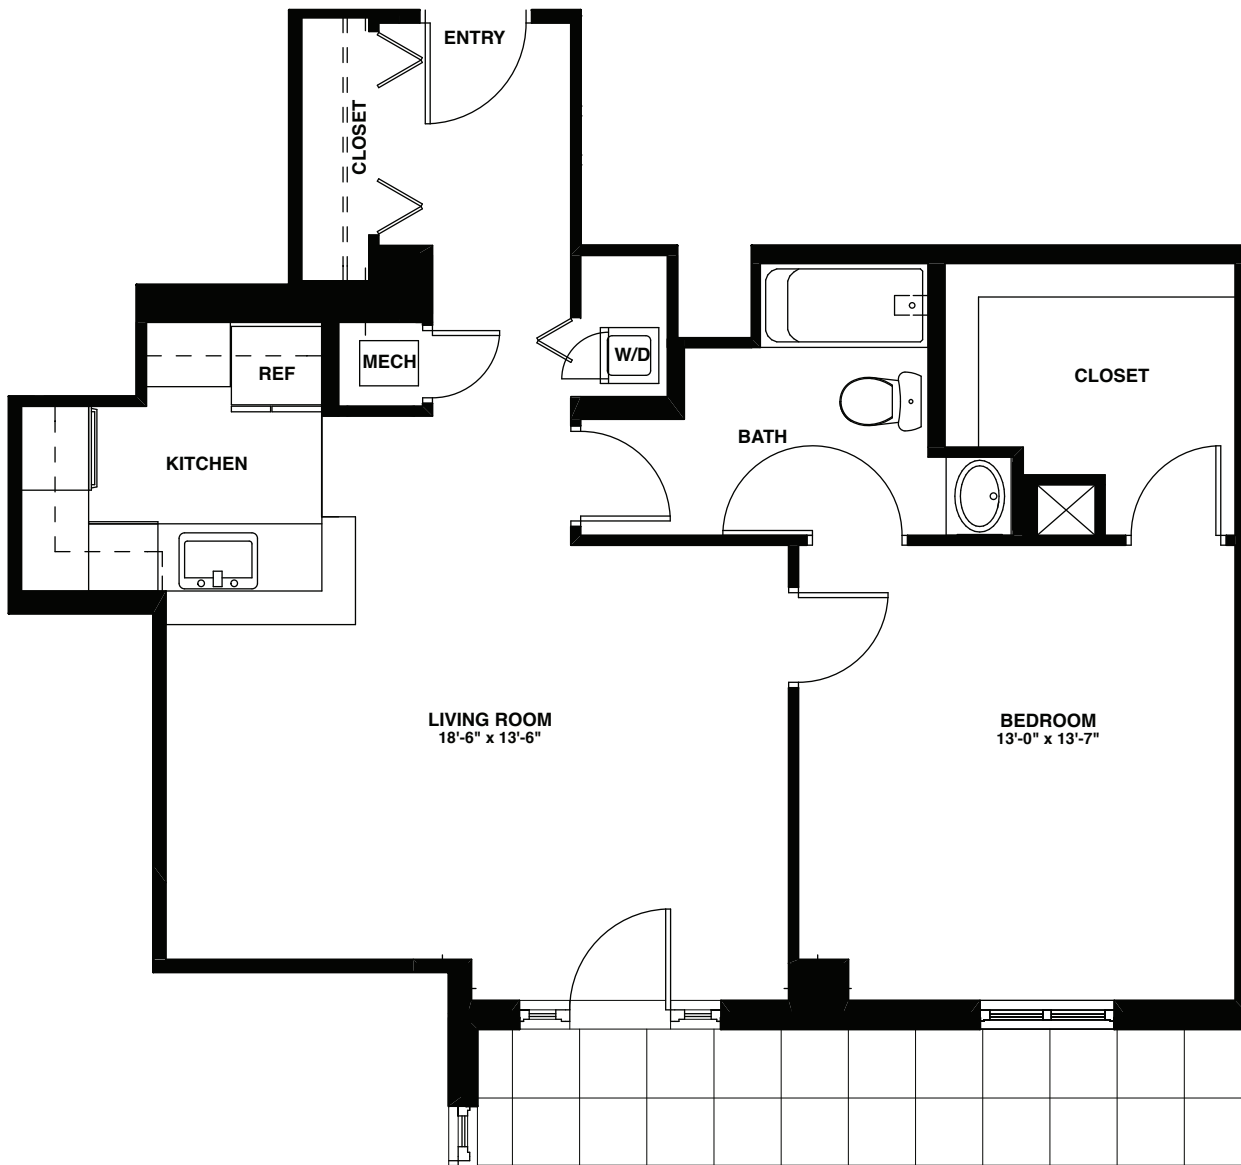 ENTRY
CLOSET
MECH
W/D
REF
CLOSET
BATH
KITCHEN
LIVING ROOM
18'-6" x 13'-6"
BEDROOM
13'-0" x 13'-7"